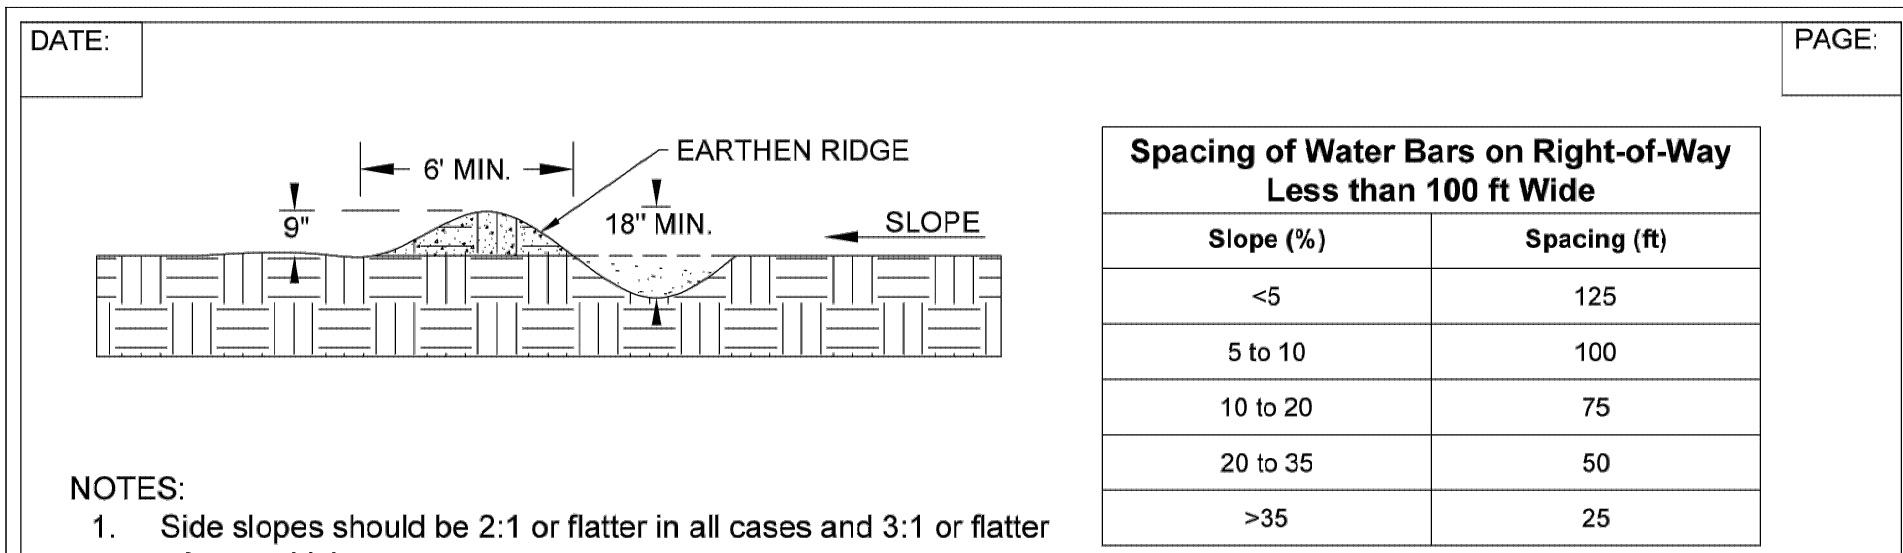 DATE:
PAGE:
6' MIN.
EARTHEN RIDGE
9"
18" MIN.
SLOPE
Spacing of Water Bars on Right-of-Way
Less than 100 ft Wide
Slope (%) Spacing (ft)
<5 125
5 to 10 100
10 to 20 75
20 to 35 50
>35 25
NOTES:
1. Side slopes should be 2:1 or flatter in all cases and 3:1 or flatter